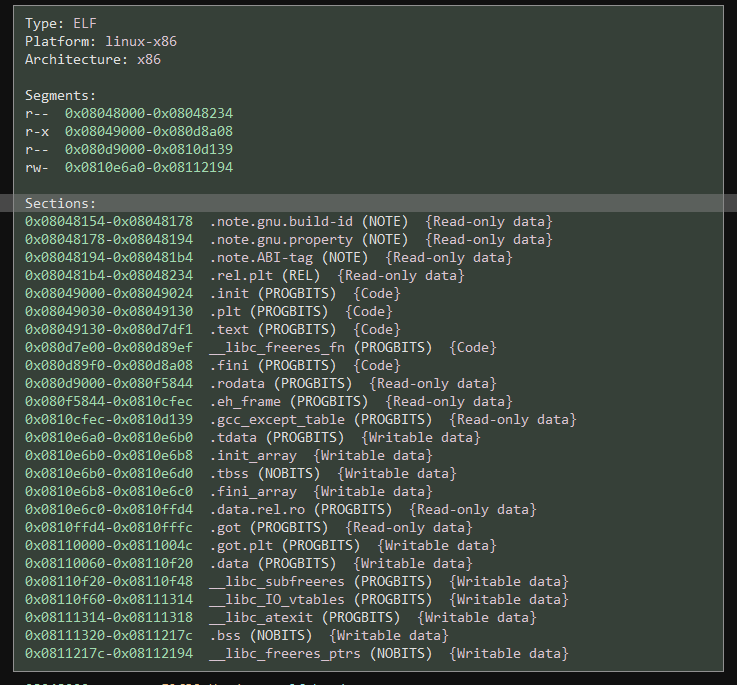 Type: ELF
Platform: linux-x86
Architecture: x86
Segments:
r--  0x08048000-0x08048234
r-x  0x08049000-0x080d8a08
r--  0x080d9000-0x0810d139
rw-  0x0810e6a0-0x08112194
Sections:
0x08048154-0x08048178  .note.gnu.build-id (NOTE)  {Read-only data}
0x08048178-0x08048194  .note.gnu.property (NOTE)  {Read-only data}
0x08048194-0x080481b4  .note.ABI-tag (NOTE)  {Read-only data}
0x080481b4-0x08048234  .rel.plt (REL)  {Read-only data}
0x08049000-0x08049024  .init (PROGBITS)  {Code}
0x08049030-0x08049130  .plt (PROGBITS)  {Code}
0x08049130-0x080d7df1  .text (PROGBITS)  {Code}
0x080d7e00-0x080d89ef  __libc_freeres_fn (PROGBITS)  {Code}
0x080d89f0-0x080d8a08  .fini (PROGBITS)  {Code}
0x080d9000-0x080f5844  .rodata (PROGBITS)  {Read-only data}
0x080f5844-0x0810cfec  .eh_frame (PROGBITS)  {Read-only data}
0x0810cfec-0x0810d139  .gcc_except_table (PROGBITS)  {Read-only data}
0x0810e6a0-0x0810e6b0  .tdata (PROGBITS)  {Writable data}
0x0810e6b0-0x0810e6b8  .init_array  {Writable data}
0x0810e6b0-0x0810e6d0  .tbss (NOBITS)  {Writable data}
0x0810e6b8-0x0810e6c0  .fini_array  {Writable data}
0x0810e6c0-0x0810ffd4  .data.rel.ro (PROGBITS)  {Read-only data}
0x0810ffd4-0x0810fffc  .got (PROGBITS)  {Read-only data}
0x08110000-0x0811004c  .got.plt (PROGBITS)  {Writable data}
0x08110060-0x08110f20  .data (PROGBITS)  {Writable data}
0x08110f20-0x08110f48  __libc_subfreeres (PROGBITS)  {Writable data}
0x08110f60-0x08111314  __libc_IO_vtables (PROGBITS)  {Writable data}
0x08111314-0x08111318  __libc_atexit (PROGBITS)  {Writable data}
0x08111320-0x0811217c  .bss (NOBITS)  {Writable data}
0x0811217c-0x08112194  __libc_freeres_ptrs (NOBITS)  {Writable data}